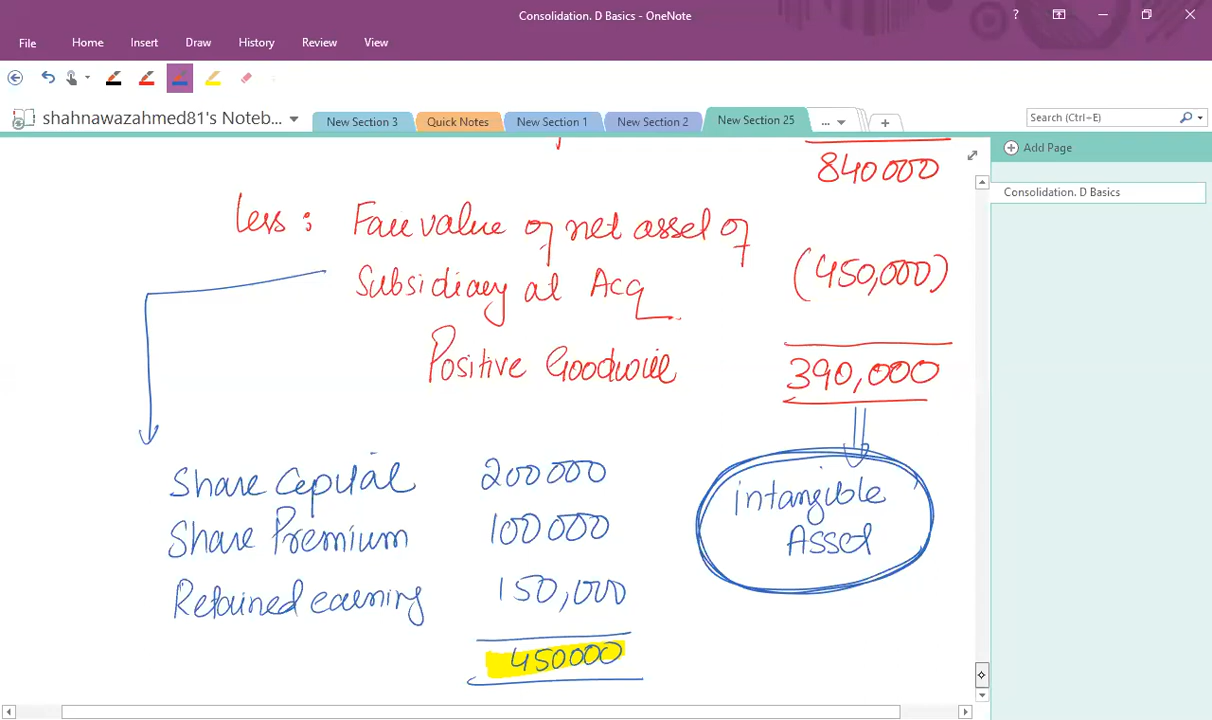 Consolidation. D Basics - OneNote
?
File Home Insert Draw History Review View
shahnawazahmed81's Noteb...
New Section 3 Quick Notes New Section 1 New Section 2 New Section 25 ...
Search (Ctrl+E)
Add Page
Consolidation. D Basics
840000
less : Fair value of net asset of
Subsidiary at Acq (450,000)
Positive Goodwill 390,000
Share Capital 200000
Share Premium 100000
Retained earning 150,000
450000
intangible
Asset